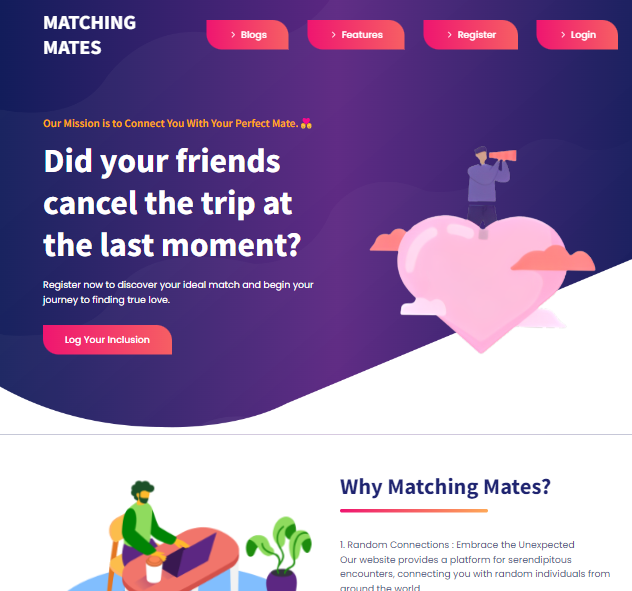 MATCHING
MATES
Blogs
Features
Register
Login
Our Mission is to Connect You With Your Perfect Mate.
Did your friends
cancel the trip at
the last moment?
Register now to discover your ideal match and begin your
journey to finding true love.
Log Your Inclusion
Why Matching Mates?
1. Random Connections : Embrace the Unexpected
Our website provides a platform for serendipitous
encounters, connecting you with random individuals from
around the world